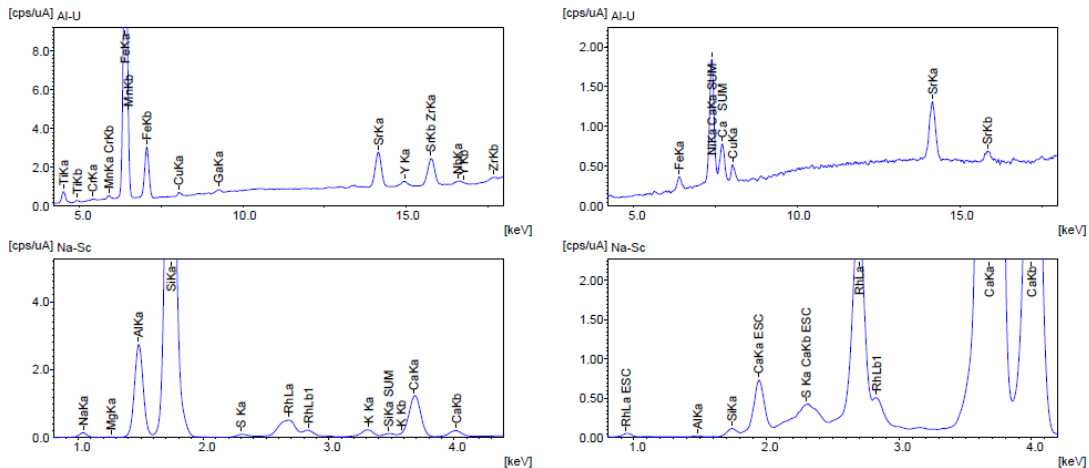 [cps/uA] Al-U
8.0
6.0
4.0
2.0
0.0
TiKa
TiKb
CrKa
MnKa CrKb
FeKa
MnKb
FeKb
CuKa
GaKa
SrKa
Y Ka
SrKb ZrKa
NbKa
Y Kb
ZrKb
5.0 10.0 15.0
[keV]
[cps/uA] Al-U
2.00
1.50
1.00
0.50
0.00
FeKa
NiKa CaKa SUM
Ca SUM
CuKa
SrKa
SrKb
5.0 10.0 15.0
[keV]
[cps/uA] Na-Sc
4.0
2.0
0.0
NaKa
MgKa
AlKa
SiKa
S Ka
RhLa
RhLb1
K Ka
SiKa SUM
K Kb
CaKa
CaKb
1.0 2.0 3.0 4.0
[keV]
[cps/uA] Na-Sc
2.00
1.50
1.00
0.50
0.00
RhLa ESC
AlKa
SiKa
CaKa ESC
S Ka CaKb ESC
RhLa
RhLb1
CaKa
CaKb
1.0 2.0 3.0 4.0
[keV]